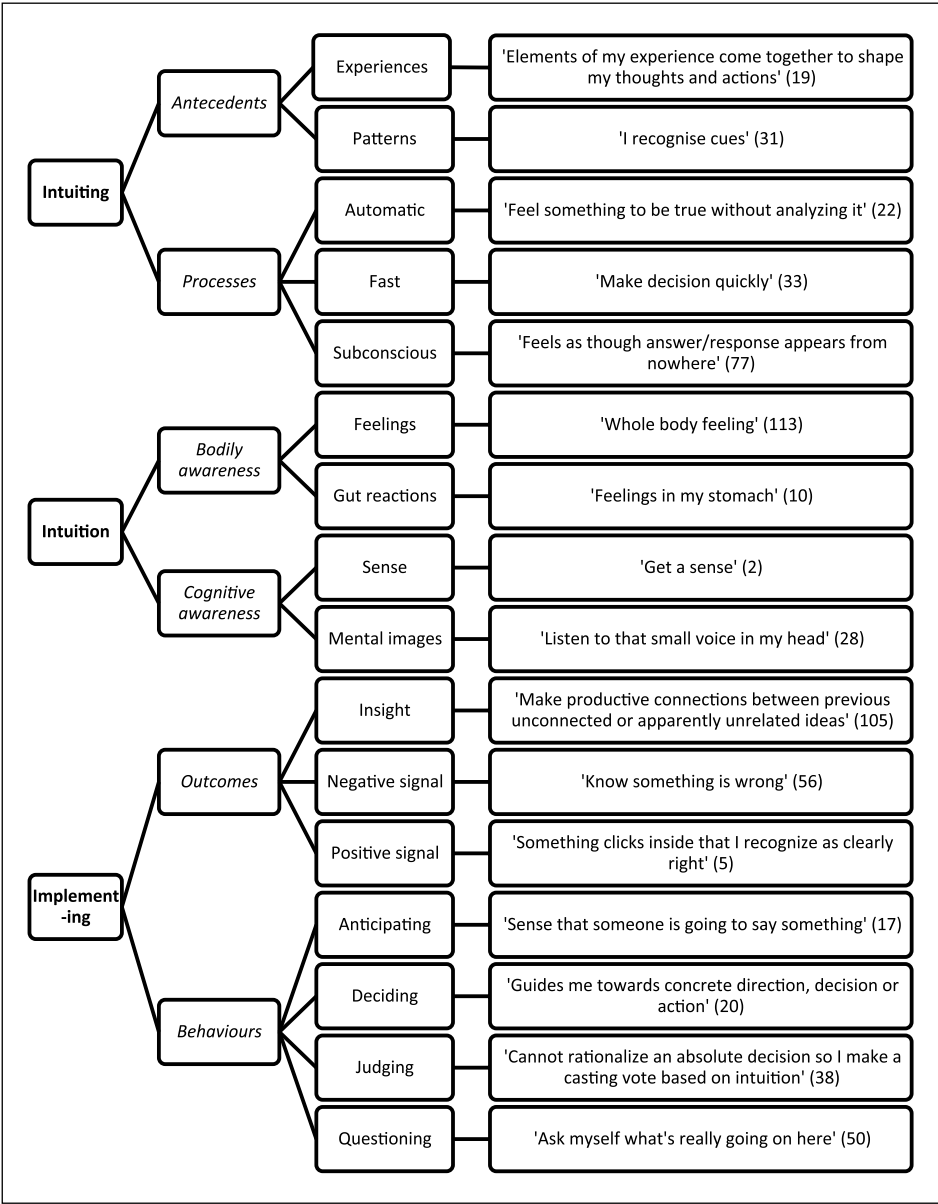 Intuiting
Antecedents
Experiences
'Elements of my experience come together to shape
my thoughts and actions' (19)
Patterns
'I recognise cues' (31)
Processes
Automatic
'Feel something to be true without analyzing it' (22)
Fast
'Make decision quickly' (33)
Subconscious
'Feels as though answer/response appears from
nowhere' (77)
Intuition
Bodily
awareness
Feelings
'Whole body feeling' (113)
Gut reactions
'Feelings in my stomach' (10)
Cognitive
awareness
Sense
'Get a sense' (2)
Mental images
'Listen to that small voice in my head' (28)
Implement
-ing
Outcomes
Insight
'Make productive connections between previous
unconnected or apparently unrelated ideas' (105)
Negative signal
'Know something is wrong' (56)
Positive signal
'Something clicks inside that I recognize as clearly
right' (5)
Behaviours
Anticipating
'Sense that someone is going to say something' (17)
Deciding
'Guides me towards concrete direction, decision or
action' (20)
Judging
'Cannot rationalize an absolute decision so I make a
casting vote based on intuition' (38)
Questioning
'Ask myself what's really going on here' (50)